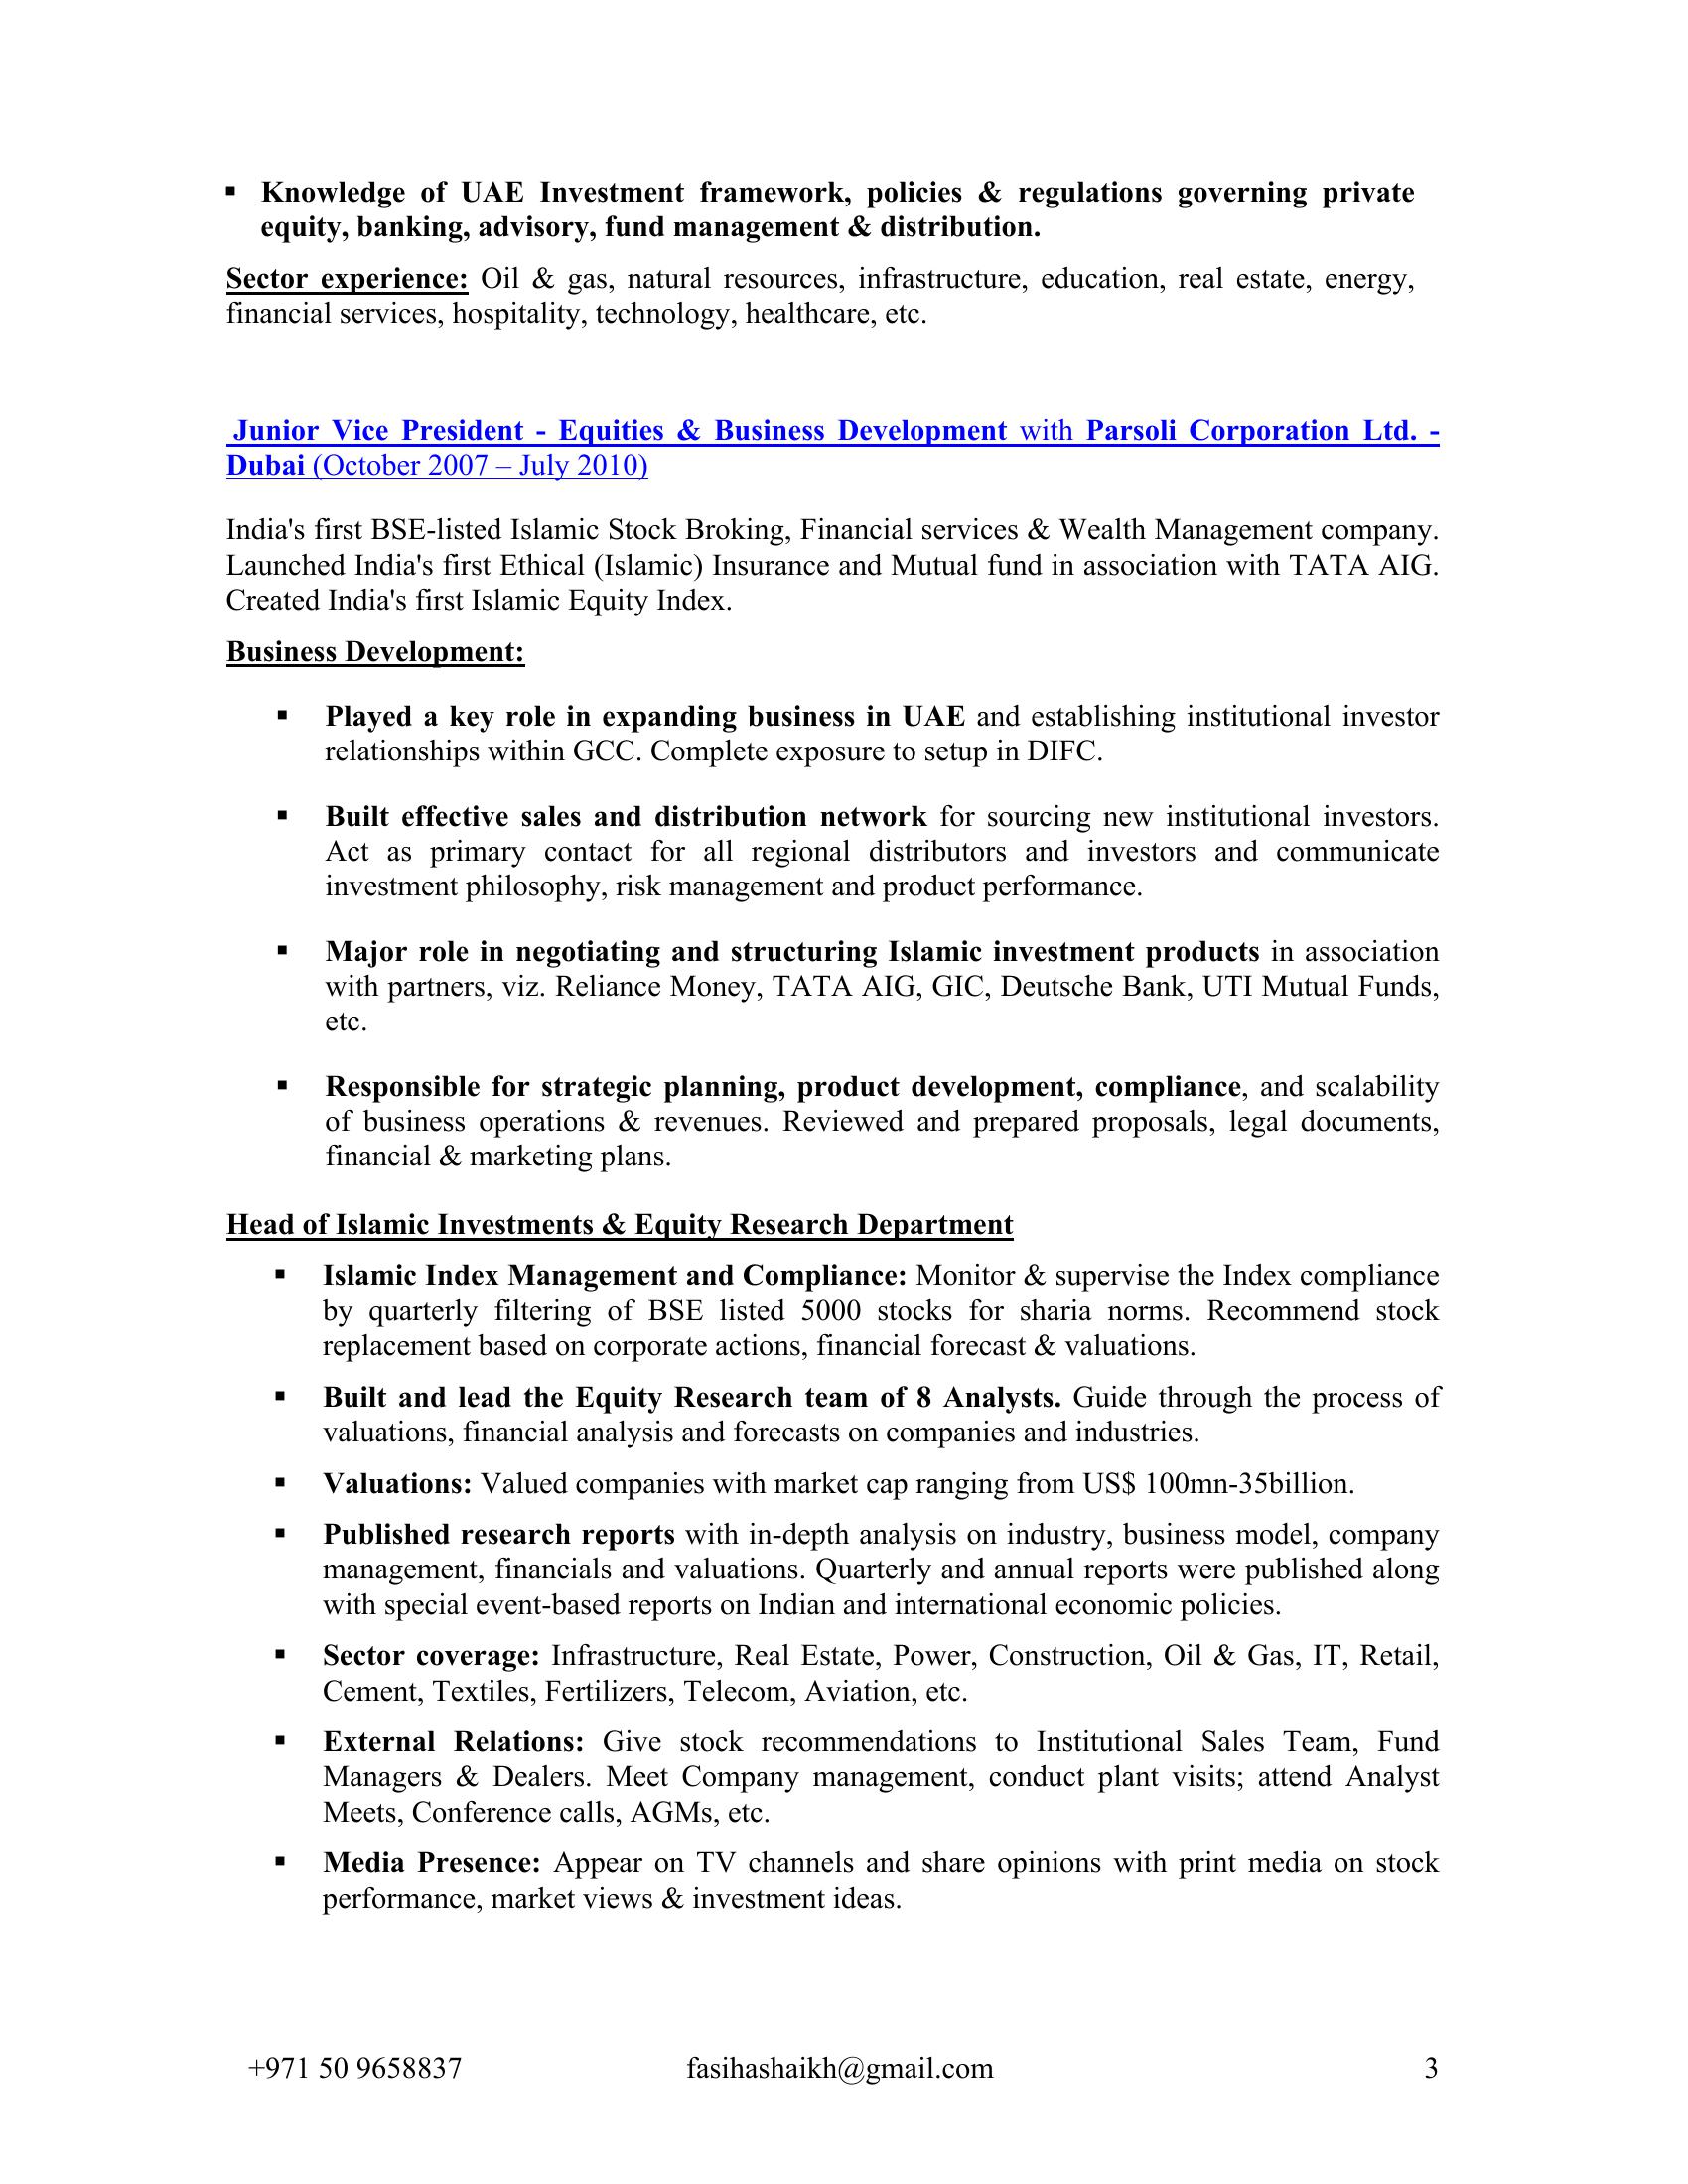 ▪ Knowledge of UAE Investment framework, policies & regulations governing private
equity, banking, advisory, fund management & distribution.
Sector experience: Oil & gas, natural resources, infrastructure, education, real estate, energy,
financial services, hospitality, technology, healthcare, etc.
Junior Vice President - Equities & Business Development with Parsoli Corporation Ltd. -
Dubai (October 2007 – July 2010)
India's first BSE-listed Islamic Stock Broking, Financial services & Wealth Management company.
Launched India's first Ethical (Islamic) Insurance and Mutual fund in association with TATA AIG.
Created India's first Islamic Equity Index.
Business Development:
▪ Played a key role in expanding business in UAE and establishing institutional investor
relationships within GCC. Complete exposure to setup in DIFC.
▪ Built effective sales and distribution network for sourcing new institutional investors.
Act as primary contact for all regional distributors and investors and communicate
investment philosophy, risk management and product performance.
▪ Major role in negotiating and structuring Islamic investment products in association
with partners, viz. Reliance Money, TATA AIG, GIC, Deutsche Bank, UTI Mutual Funds,
etc.
▪ Responsible for strategic planning, product development, compliance, and scalability
of business operations & revenues. Reviewed and prepared proposals, legal documents,
financial & marketing plans.
Head of Islamic Investments & Equity Research Department
▪ Islamic Index Management and Compliance: Monitor & supervise the Index compliance
by quarterly filtering of BSE listed 5000 stocks for sharia norms. Recommend stock
replacement based on corporate actions, financial forecast & valuations.
▪ Built and lead the Equity Research team of 8 Analysts. Guide through the process of
valuations, financial analysis and forecasts on companies and industries.
▪ Valuations: Valued companies with market cap ranging from US$ 100mn-35billion.
▪ Published research reports with in-depth analysis on industry, business model, company
management, financials and valuations. Quarterly and annual reports were published along
with special event-based reports on Indian and international economic policies.
▪ Sector coverage: Infrastructure, Real Estate, Power, Construction, Oil & Gas, IT, Retail,
Cement, Textiles, Fertilizers, Telecom, Aviation, etc.
▪ External Relations: Give stock recommendations to Institutional Sales Team, Fund
Managers & Dealers. Meet Company management, conduct plant visits; attend Analyst
Meets, Conference calls, AGMs, etc.
▪ Media Presence: Appear on TV channels and share opinions with print media on stock
performance, market views & investment ideas.
+971 50 9658837 fasihashaikh@gmail.com 3